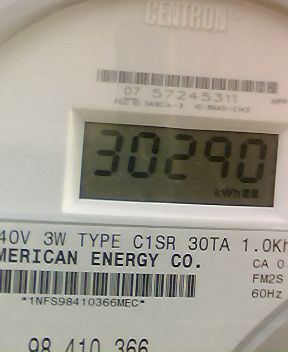 CENTRON®
07 57245311
30290
kWh
40V 3W TYPE C1SR 30TA 1.0Kh
MERICAN ENERGY CO.
CA 0
FM2S
*1NFS98410366MEC*
60Hz
98 410 366